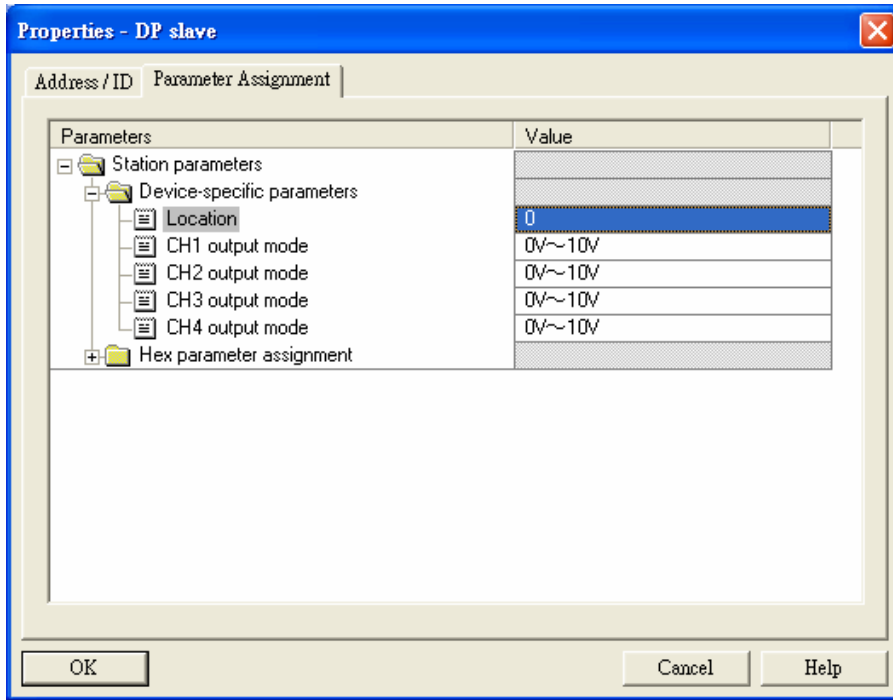 Properties - DP slave
Address / ID Parameter Assignment
Parameters Value
Station parameters
Device-specific parameters
Location 0
CH1 output mode 0V～10V
CH2 output mode 0V～10V
CH3 output mode 0V～10V
CH4 output mode 0V～10V
Hex parameter assignment
OK Cancel Help